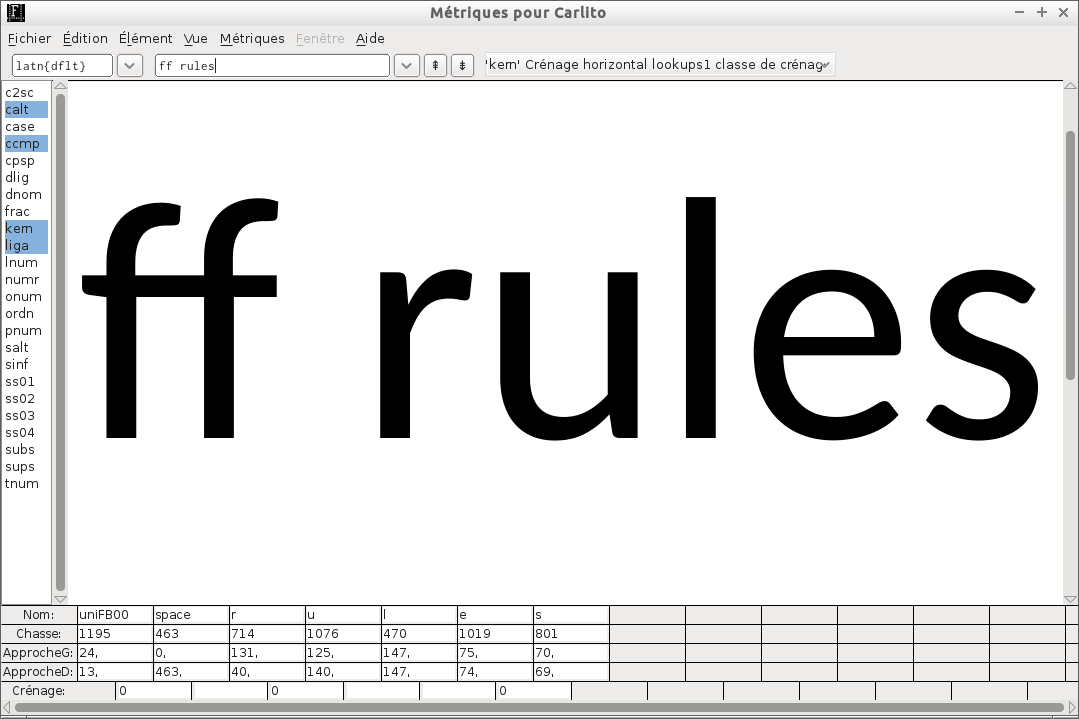 Métriques pour Carlito
Fichier Édition Élément Vue Métriques Fenêtre Aide
latn{dflt} ff rules 'kern' Crénage horizontal lookups1 classe de crénag
c2sc
calt
case
ccmp
cpsp
dlig
dnom
frac
kern
liga
lnum
numr
onum
ordn
pnum
salt
sinf
ss01
ss02
ss03
ss04
subs
sups
tnum
ff rules
Nom: uniFB00 space r u l e s
Chasse: 1195 463 714 1076 470 1019 801
ApprocheG: 24, 0, 131, 125, 147, 75, 70,
ApprocheD: 13, 463, 40, 140, 147, 74, 69,
Crénage: 0 0 0